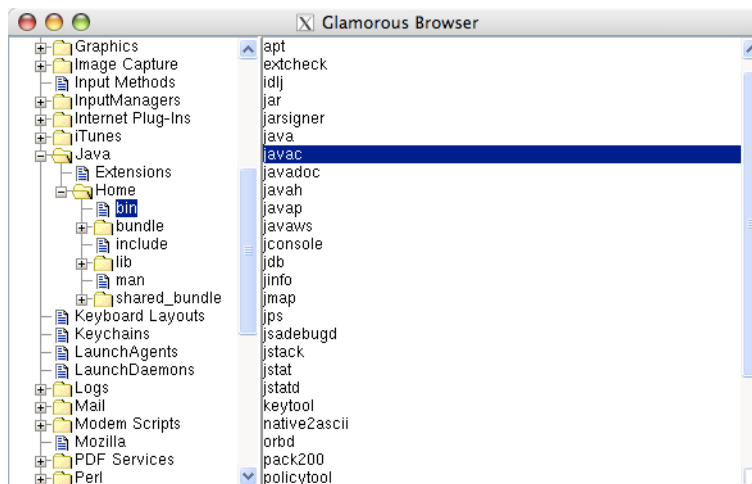 Glamorous Browser
Graphics
Image Capture
Input Methods
InputManagers
Internet Plug-Ins
iTunes
Java
Extensions
Home
bin
bundle
include
lib
man
shared_bundle
Keyboard Layouts
Keychains
LaunchAgents
LaunchDaemons
Logs
Mail
Modem Scripts
Mozilla
PDF Services
Perl
apt
extcheck
idlj
jar
jarsigner
java
javac
javadoc
javah
javap
javaws
jconsole
jdb
jinfo
jmap
jps
jsadebugd
jstack
jstat
jstatd
keytool
native2ascii
orbd
pack200
policytool